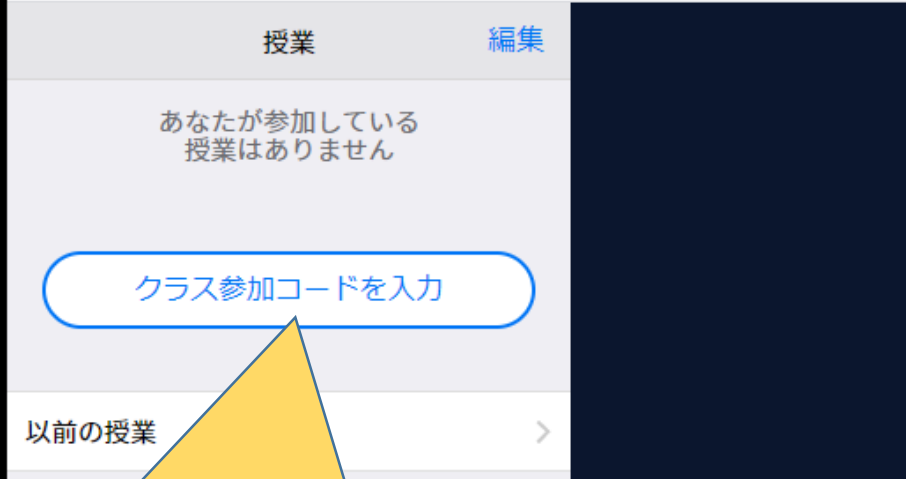 授業 編集
あなたが参加している
授業はありません
クラス参加コードを入力
以前の授業